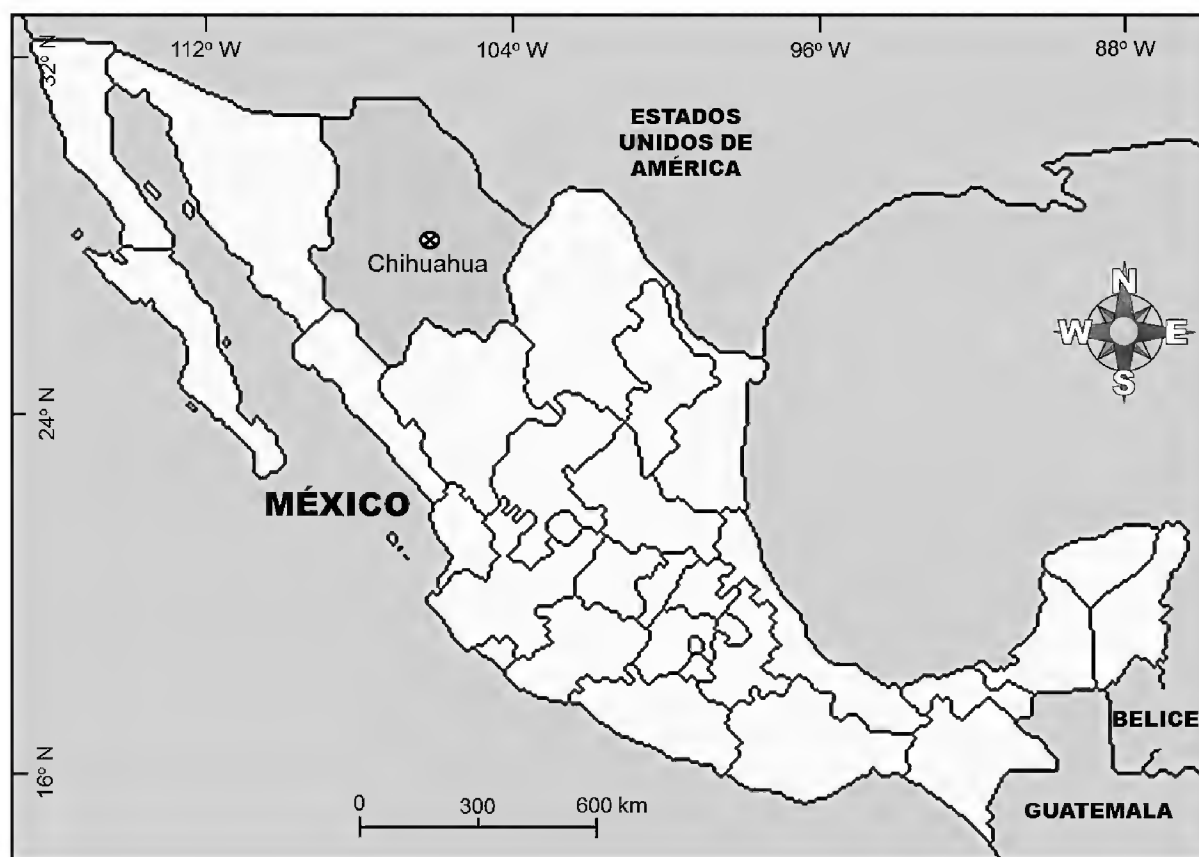 112º W
104º W
96º W
88º W
32º N
ESTADOS
UNIDOS DE
AMÉRICA
Chihuahua
N
W
E
S
24º N
MÉXICO
BELICE
16º N
0
300
600 km
GUATEMALA